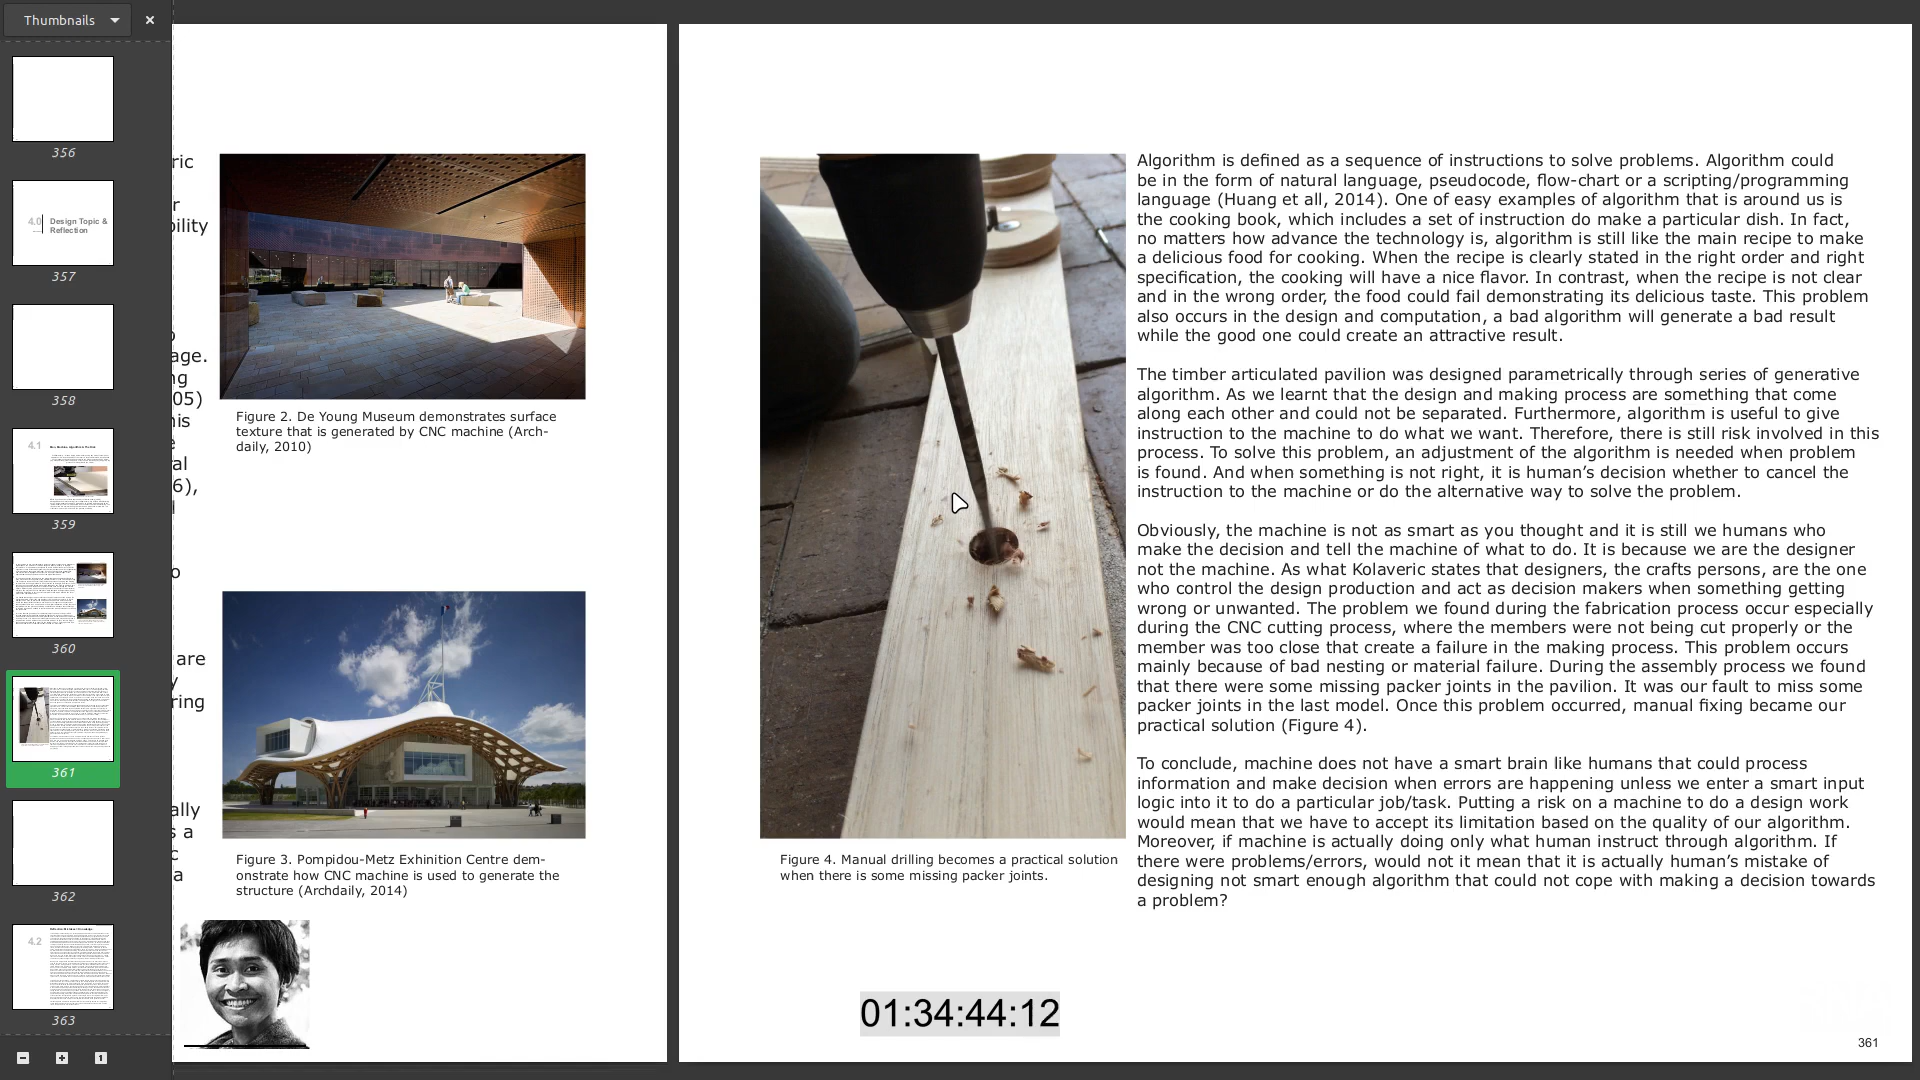 Thumbnails
356
4.0
Design Topic &
Reflection
357
358
4.1
359
360
361
362
4.2
363
1
ric
r
bility
age.
ng
05)
nis
e
al
6),
o
are
y
ring
ally
s a
c
a
Figure 2. De Young Museum demonstrates surface
texture that is generated by CNC machine (Arch-
daily, 2010)
Figure 3. Pompidou-Metz Exhinition Centre dem-
onstrate how CNC machine is used to generate the
structure (Archdaily, 2014)
Figure 4. Manual drilling becomes a practical solution
when there is some missing packer joints.
Algorithm is defined as a sequence of instructions to solve problems. Algorithm could
be in the form of natural language, pseudocode, flow-chart or a scripting/programming
language (Huang et all, 2014). One of easy examples of algorithm that is around us is
the cooking book, which includes a set of instruction do make a particular dish. In fact,
no matters how advance the technology is, algorithm is still like the main recipe to make
a delicious food for cooking. When the recipe is clearly stated in the right order and right
specification, the cooking will have a nice flavor. In contrast, when the recipe is not clear
and in the wrong order, the food could fail demonstrating its delicious taste. This problem
also occurs in the design and computation, a bad algorithm will generate a bad result
while the good one could create an attractive result.
The timber articulated pavilion was designed parametrically through series of generative
algorithm. As we learnt that the design and making process are something that come
along each other and could not be separated. Furthermore, algorithm is useful to give
instruction to the machine to do what we want. Therefore, there is still risk involved in this
process. To solve this problem, an adjustment of the algorithm is needed when problem
is found. And when something is not right, it is human’s decision whether to cancel the
instruction to the machine or do the alternative way to solve the problem.
Obviously, the machine is not as smart as you thought and it is still we humans who
make the decision and tell the machine of what to do. It is because we are the designer
not the machine. As what Kolaveric states that designers, the crafts persons, are the one
who control the design production and act as decision makers when something getting
wrong or unwanted. The problem we found during the fabrication process occur especially
during the CNC cutting process, where the members were not being cut properly or the
member was too close that create a failure in the making process. This problem occurs
mainly because of bad nesting or material failure. During the assembly process we found
that there were some missing packer joints in the pavilion. It was our fault to miss some
packer joints in the last model. Once this problem occurred, manual fixing became our
practical solution (Figure 4).
To conclude, machine does not have a smart brain like humans that could process
information and make decision when errors are happening unless we enter a smart input
logic into it to do a particular job/task. Putting a risk on a machine to do a design work
would mean that we have to accept its limitation based on the quality of our algorithm.
Moreover, if machine is actually doing only what human instruct through algorithm. If
there were problems/errors, would not it mean that it is actually human’s mistake of
designing not smart enough algorithm that could not cope with making a decision towards
a problem?
01:34:44:12
361